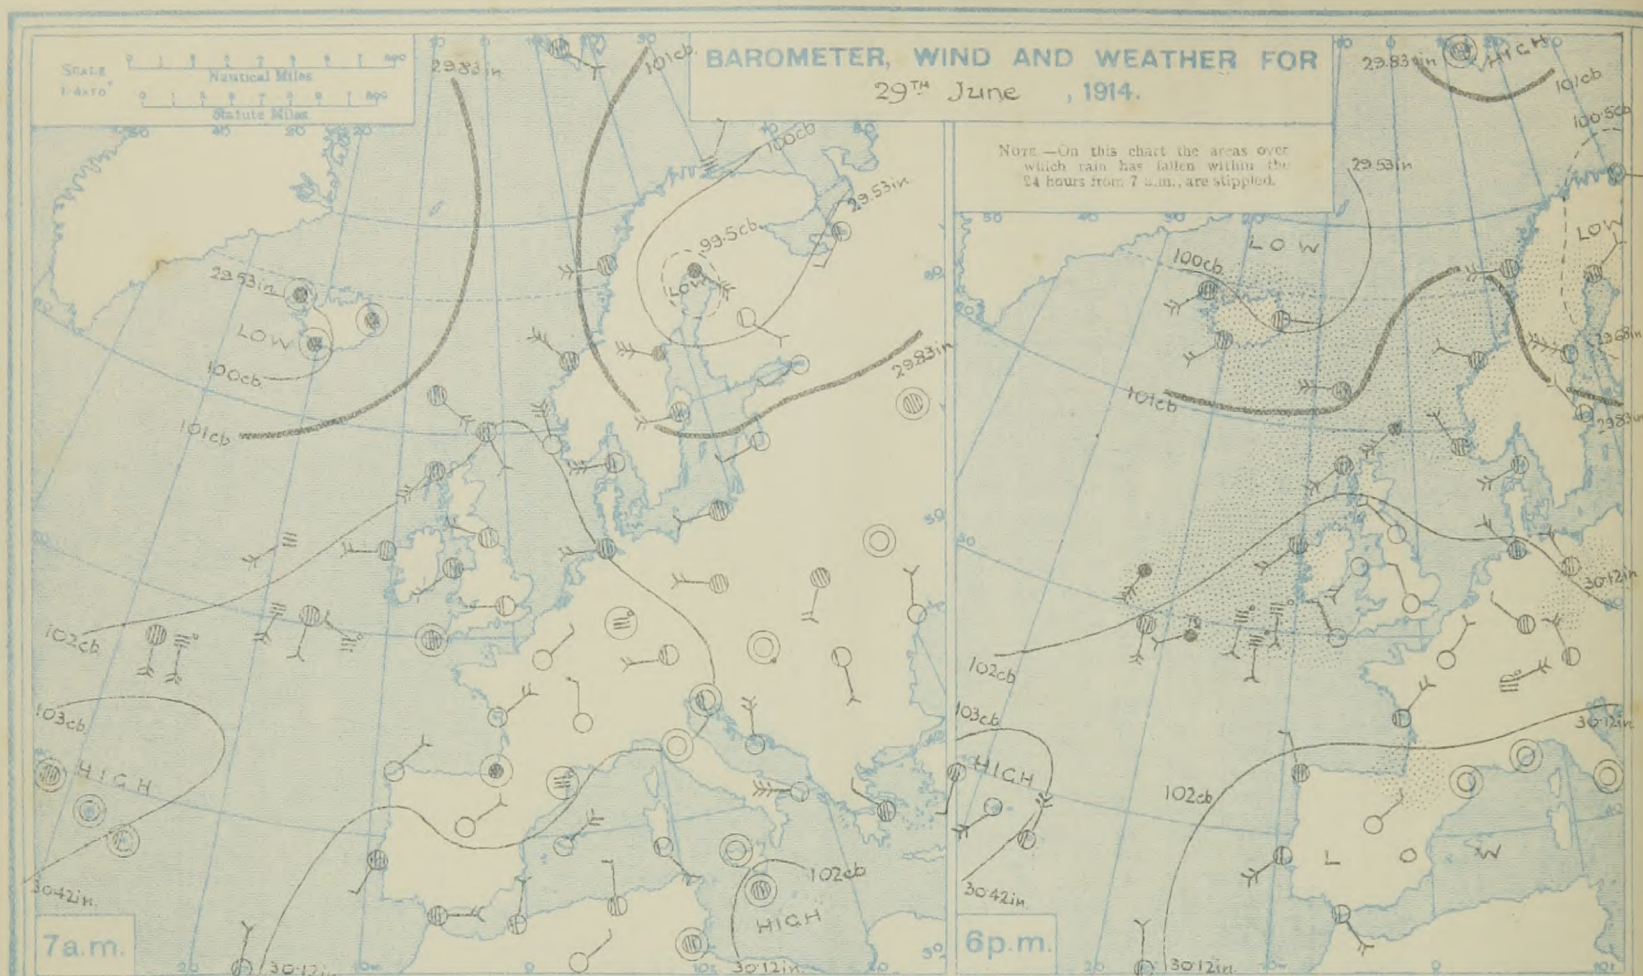 BAROMETER, WIND AND WEATHER FOR
29TH June , 1914.
SCALE
Nautical Miles
Statute Miles
NOTE.—On this chart the areas over
which rain has fallen within the
24 hours from 7 a.m., are stippled.
29.83in
101cb.
100cb
29.53in
99.5cb.
LOW
29.53in
LOW
100cb.
101cb
29.83in
102cb.
103cb.
HIGH
30.42in.
102cb
HIGH
30.12in.
30.12in.
7a.m.
29.83in
HIGH
101cb
100.5cb
29.53in
LOW
100cb.
LOW
29.68in
101cb
29.83in
30.12in
102cb
103cb
HIGH
30.12in
102cb
L O W
30.42in.
6p.m.
30.12in